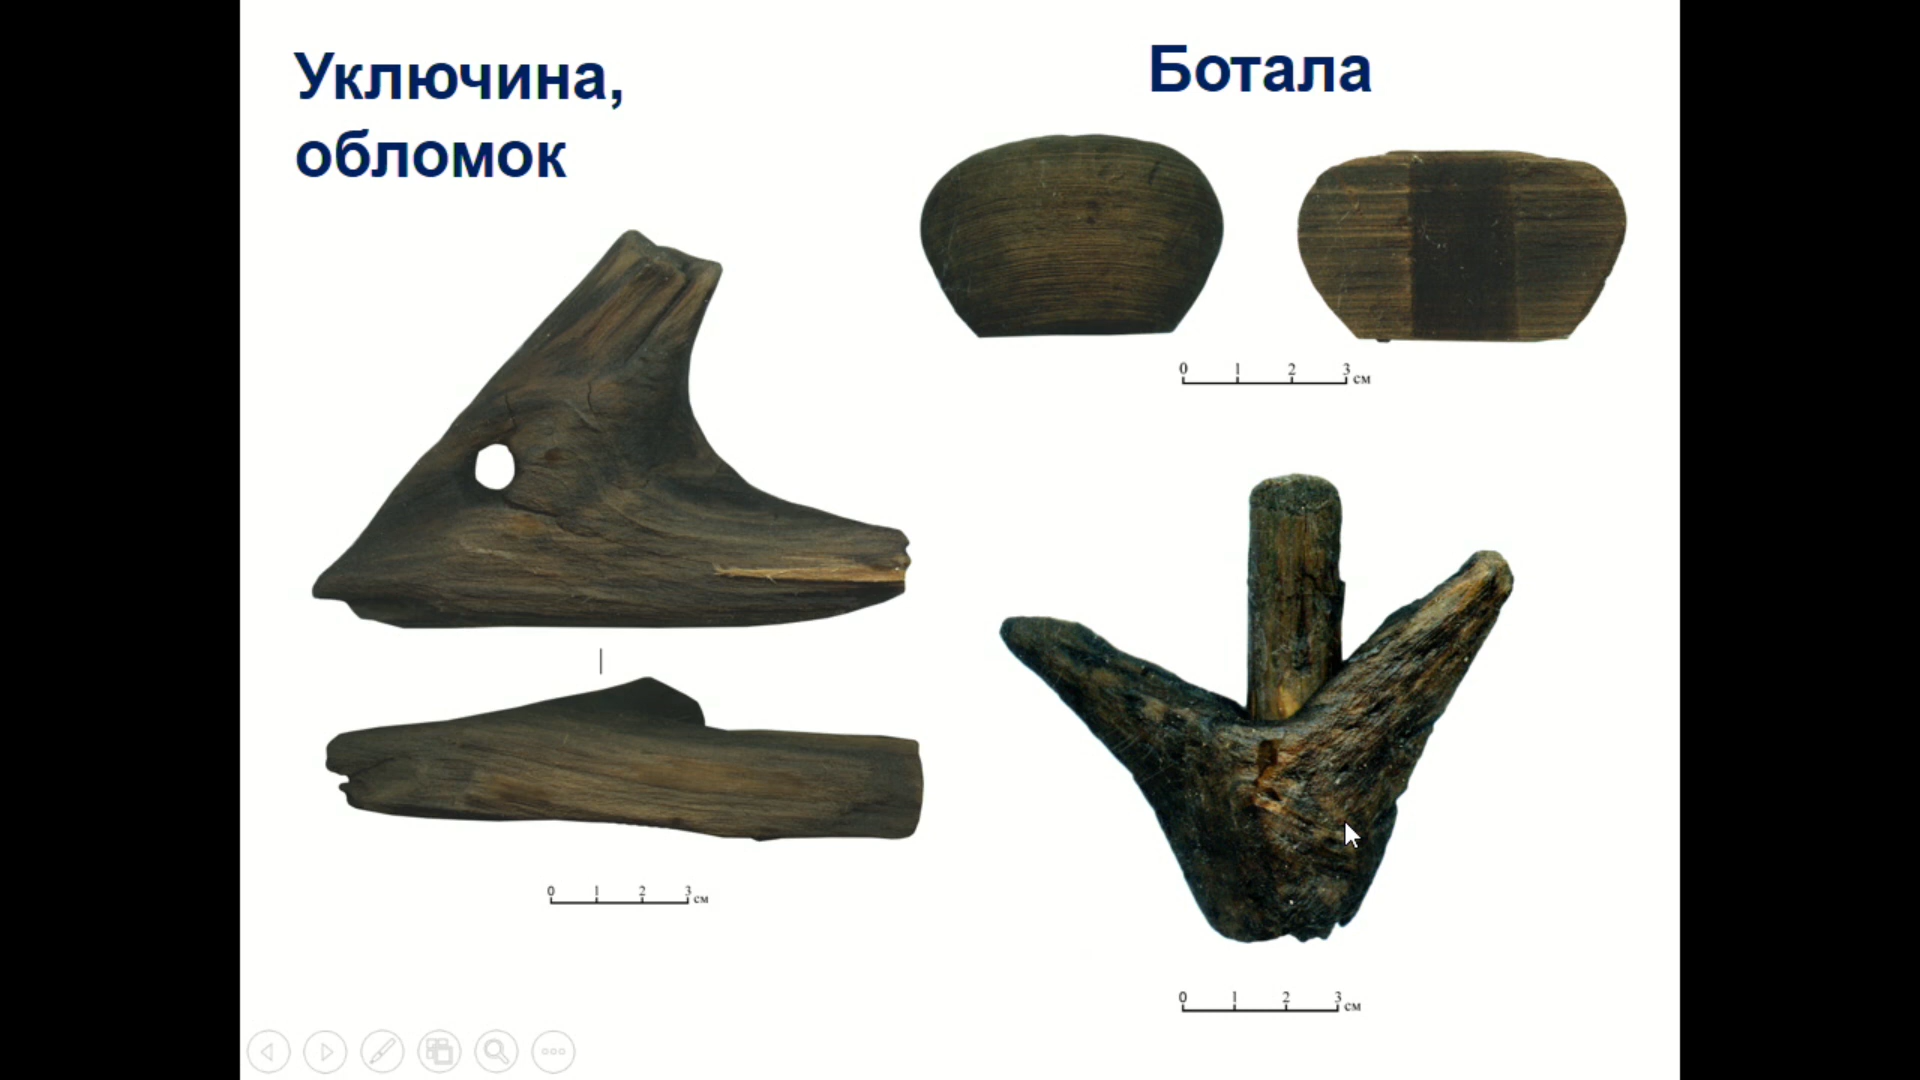 Уключина,
обломок
Ботала
0 1 2 3 см
0 1 2 3 см
0 1 2 3 см